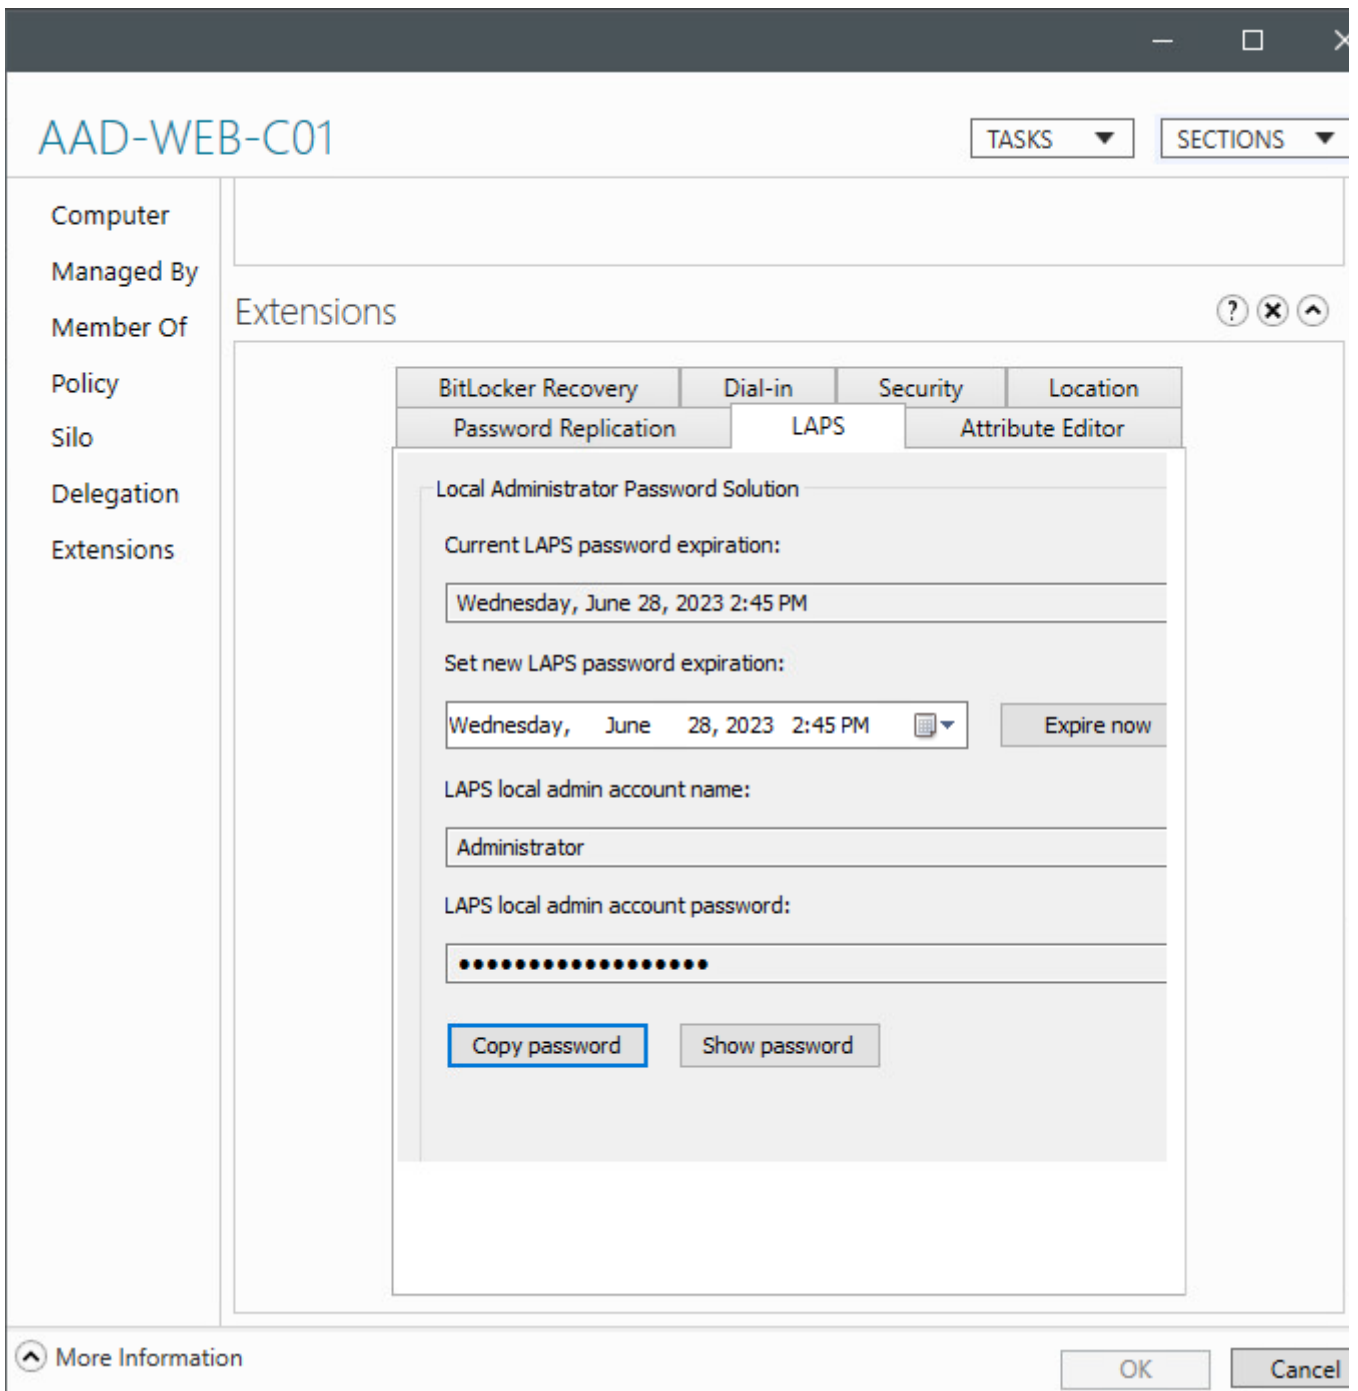 AAD-WEB-C01
TASKS
SECTIONS
Computer
Managed By
Member Of
Policy
Silo
Delegation
Extensions
Extensions
?
BitLocker Recovery Dial-in Security Location
Password Replication LAPS Attribute Editor
Local Administrator Password Solution
Current LAPS password expiration:
Wednesday, June 28, 2023 2:45 PM
Set new LAPS password expiration:
Wednesday, June 28, 2023 2:45 PM
Expire now
LAPS local admin account name:
Administrator
LAPS local admin account password:
••••••••••••••••••
Copy password Show password
More Information
OK Cancel